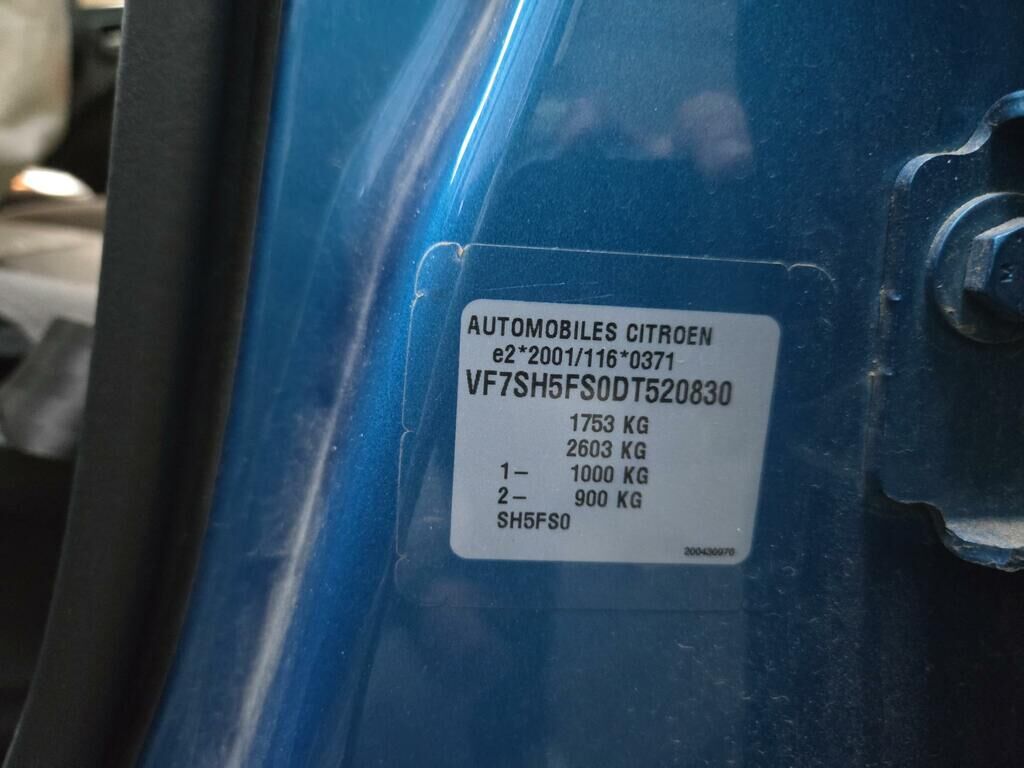 AUTOMOBILES CITROEN
e2*2001/116*0371
VF7SH5FS0DT520830
1753 KG
2603 KG
1- 1000 KG
2- 900 KG
SH5FS0
200430970